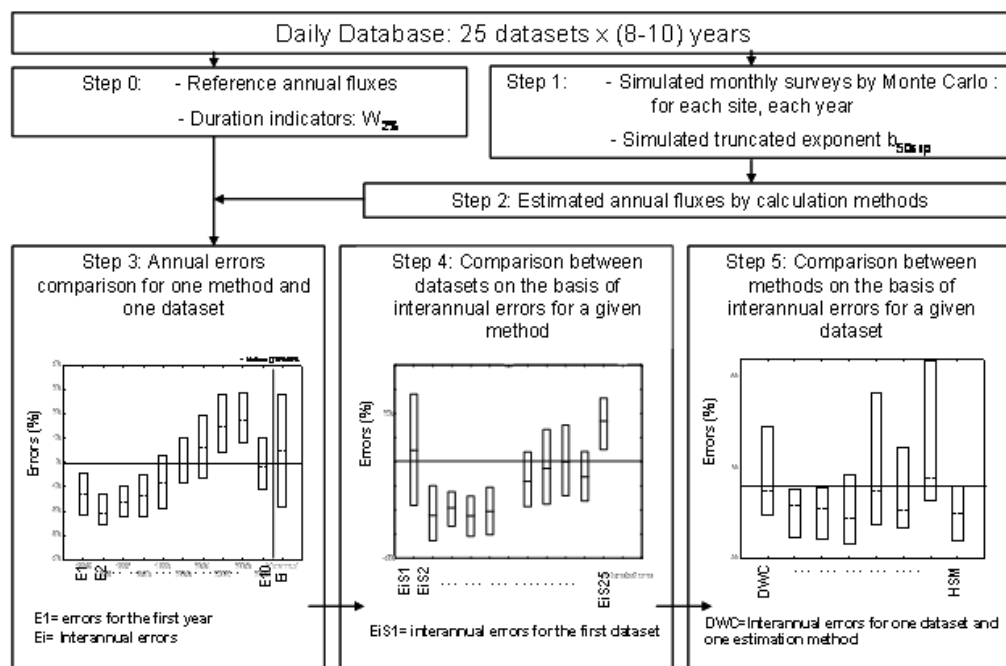 Daily Database: 25 datasets x (8-10) years
Step 0: - Reference annual fluxes
- Duration indicators: W2%
Step 1: - Simulated monthly surveys by Monte Carlo :
for each site, each year
- Simulated truncated exponent b50sup
Step 2: Estimated annual fluxes by calculation methods
Step 3: Annual errors
comparison for one method and
one dataset
Errors (%)
E1
E2
E10
Ei
E1= errors for the first year
Ei= Interannual errors
Step 4: Comparison between
datasets on the basis of
interannual errors for a given
method
Errors (%)
EiS1
EiS2
EiS25
EiS1= interannual errors for the first dataset
Step 5: Comparison between
methods on the basis of
interannual errors for a given
dataset
Errors (%)
DWC
HSM
DWC=Interannual errors for one dataset and
one estimation method